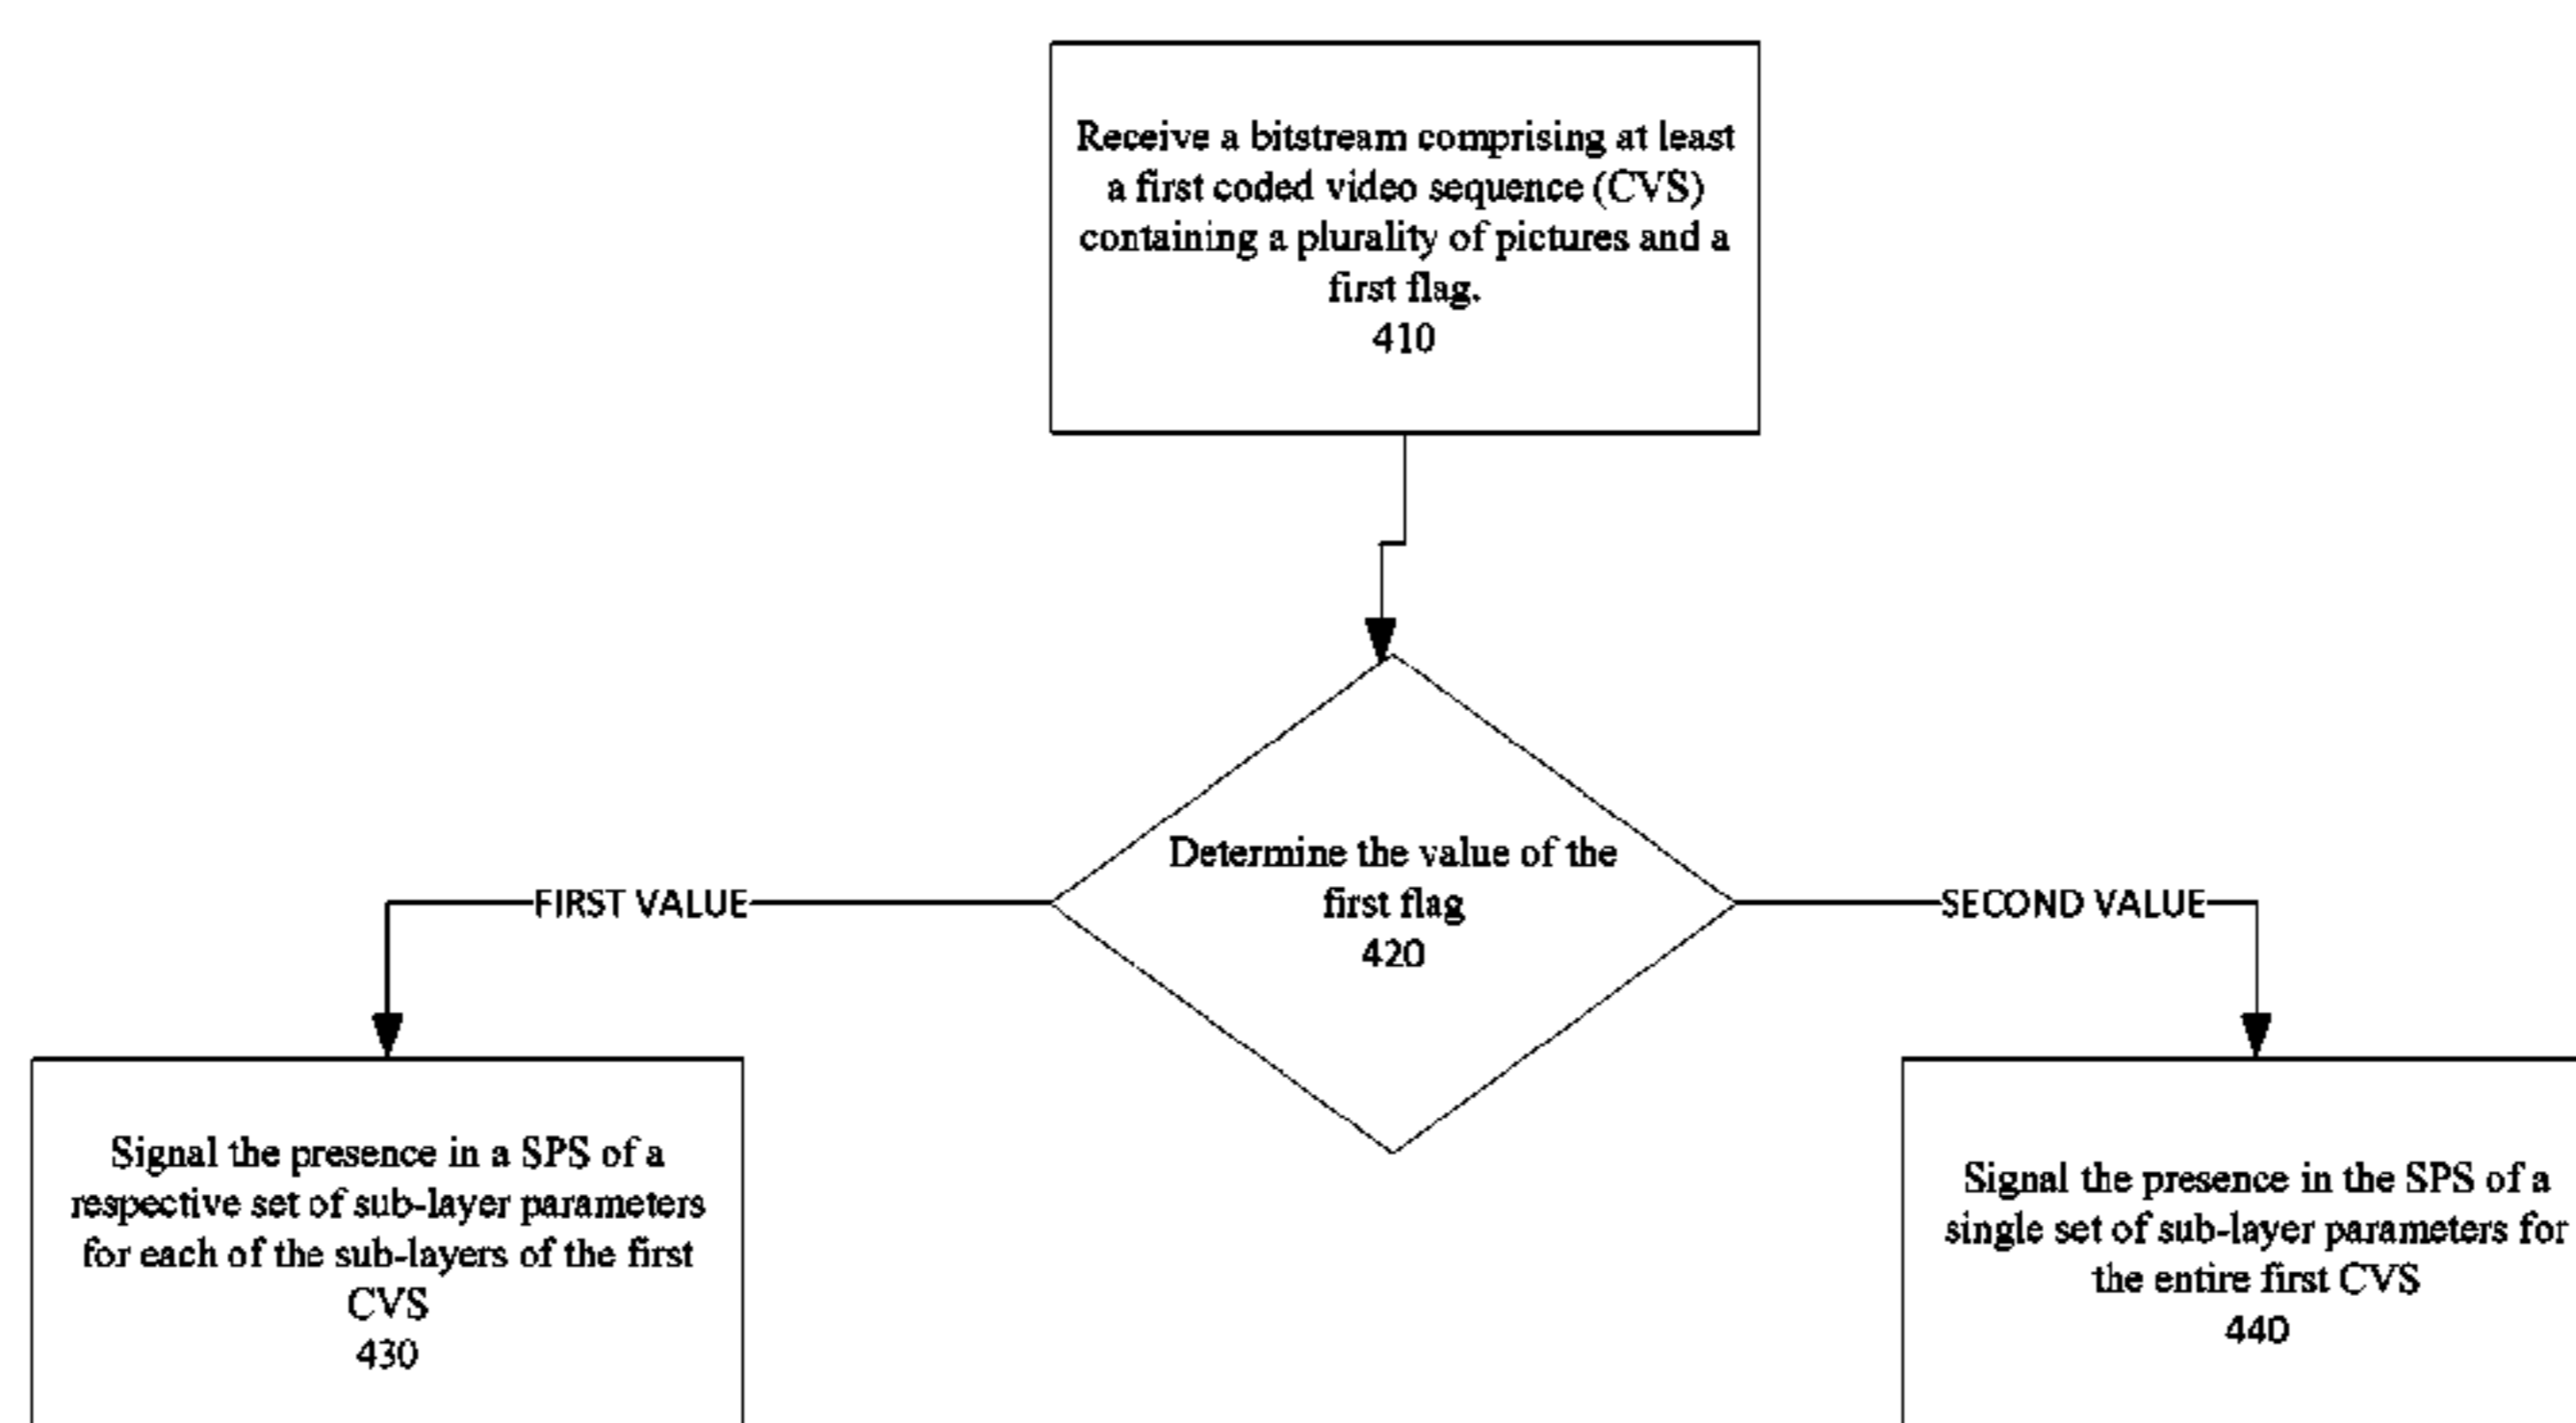 Receive a bitstream comprising at least
a first coded video sequence (CVS)
containing a plurality of pictures and a
first flag.
410
Determine the value of the
first flag
420
FIRST VALUE
SECOND VALUE
Signal the presence in a SPS of a
respective set of sub-layer parameters
for each of the sub-layers of the first
CVS
430
Signal the presence in the SPS of a
single set of sub-layer parameters for
the entire first CVS
440